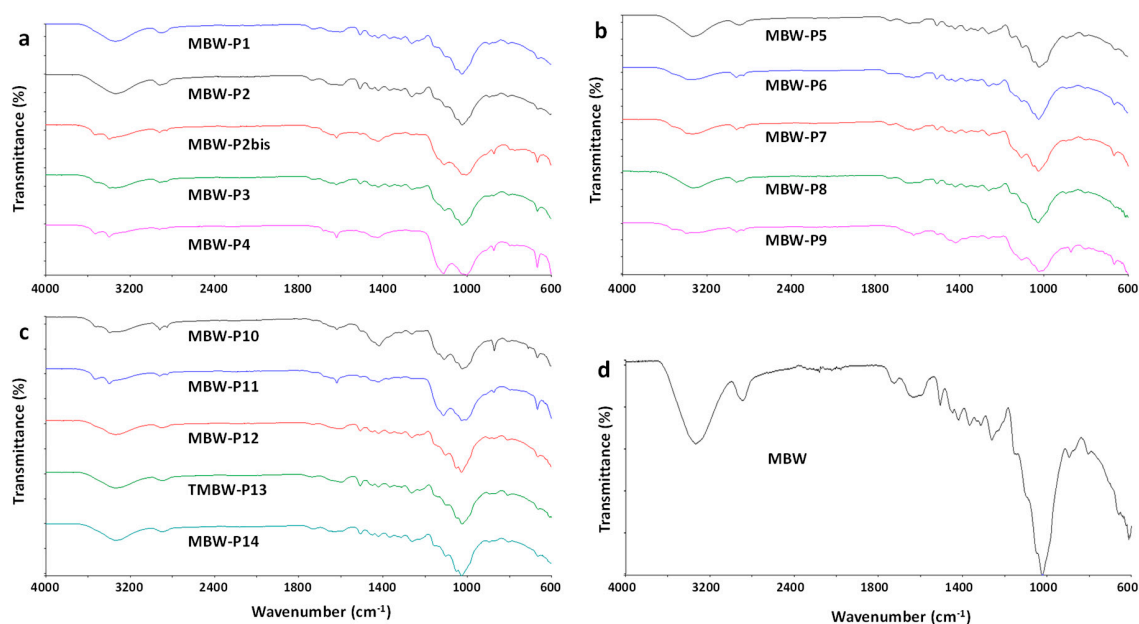 a
MBW-P1
MBW-P2
MBW-P2bis
MBW-P3
MBW-P4
Transmittance (%)
4000 3200 2400 1800 1400 1000 600
b
MBW-P5
MBW-P6
MBW-P7
MBW-P8
MBW-P9
Transmittance (%)
4000 3200 2400 1800 1400 1000 600
c
MBW-P10
MBW-P11
MBW-P12
TMBW-P13
MBW-P14
Transmittance (%)
4000 3200 2400 1800 1400 1000 600
Wavenumber (cm-1)
d
MBW
Transmittance (%)
4000 3200 2400 1800 1400 1000 600
Wavenumber (cm-1)